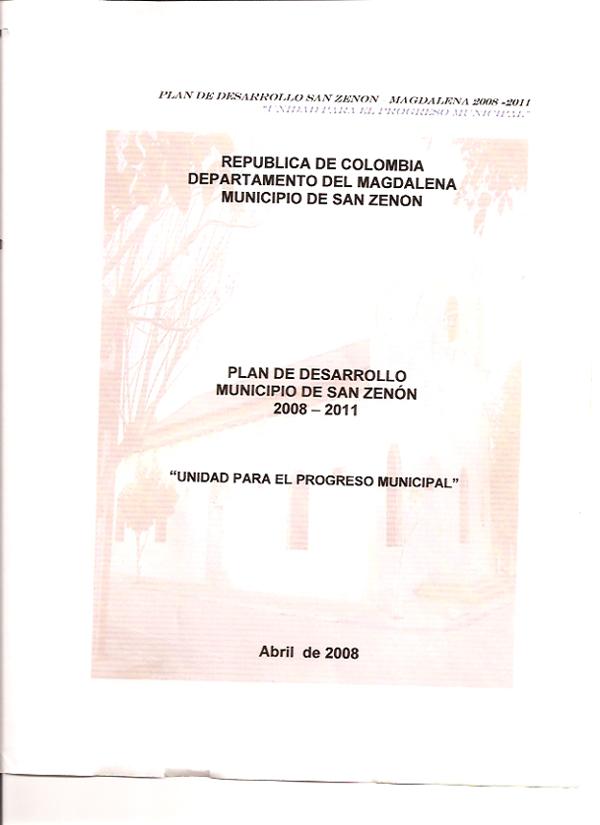 PLAN DE DESARROLLO SAN ZENON MAGDALENA 2008 -2011
"UNIDAD PARA EL PROGRESO MUNICIPAL"
REPUBLICA DE COLOMBIA
DEPARTAMENTO DEL MAGDALENA
MUNICIPIO DE SAN ZENON
PLAN DE DESARROLLO
MUNICIPIO DE SAN ZENÓN
2008 – 2011
"UNIDAD PARA EL PROGRESO MUNICIPAL"
Abril de 2008